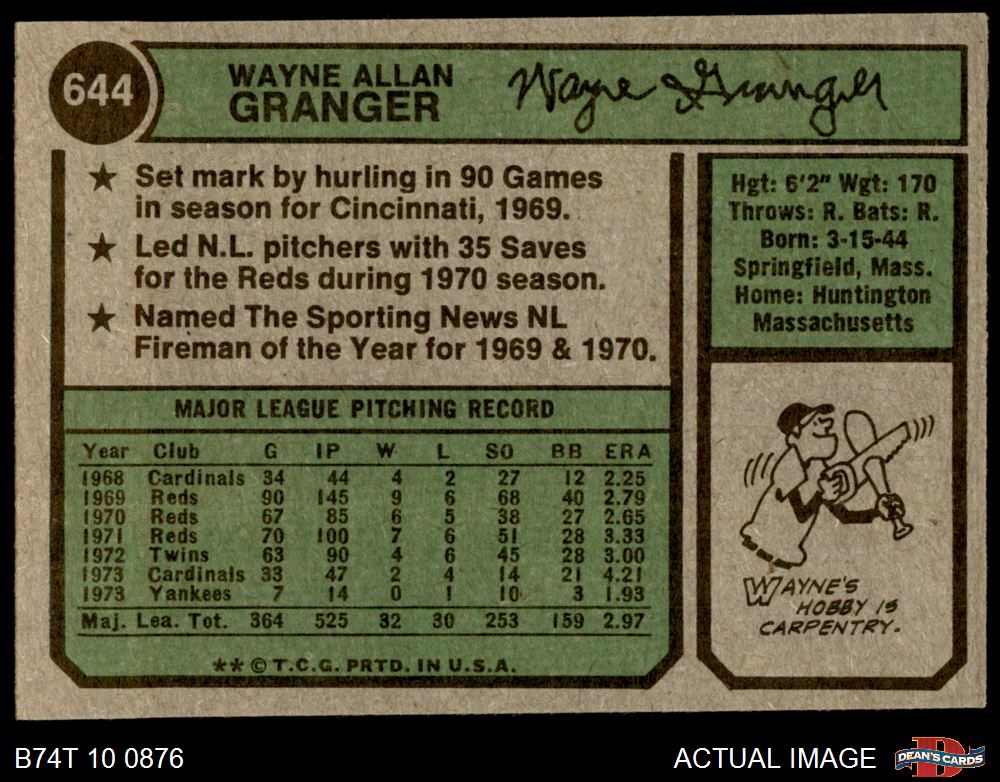 644
WAYNE ALLAN
GRANGER
Wayne Granger
★ Set mark by hurling in 90 Games
in season for Cincinnati, 1969.
★ Led N.L. pitchers with 35 Saves
for the Reds during 1970 season.
★ Named The Sporting News NL
Fireman of the Year for 1969 & 1970.
Hgt: 6'2" Wgt: 170
Throws: R. Bats: R.
Born: 3-15-44
Springfield, Mass.
Home: Huntington
Massachusetts
MAJOR LEAGUE PITCHING RECORD
Year Club G IP W L SO BB ERA
1968 Cardinals 34 44 4 2 27 12 2.25
1969 Reds 90 145 9 6 68 40 2.79
1970 Reds 67 85 6 5 38 27 2.65
1971 Reds 70 100 7 6 51 28 3.33
1972 Twins 63 90 4 6 45 28 3.00
1973 Cardinals 33 47 2 4 14 21 4.21
1973 Yankees 7 14 0 1 10 3 1.93
Maj. Lea. Tot. 364 525 32 30 253 159 2.97
** © T.C.G. PRTD. IN U.S.A.
WAYNE'S
HOBBY IS
CARPENTRY.
B74T 10 0876
ACTUAL IMAGE
D
DEAN'S CARDS